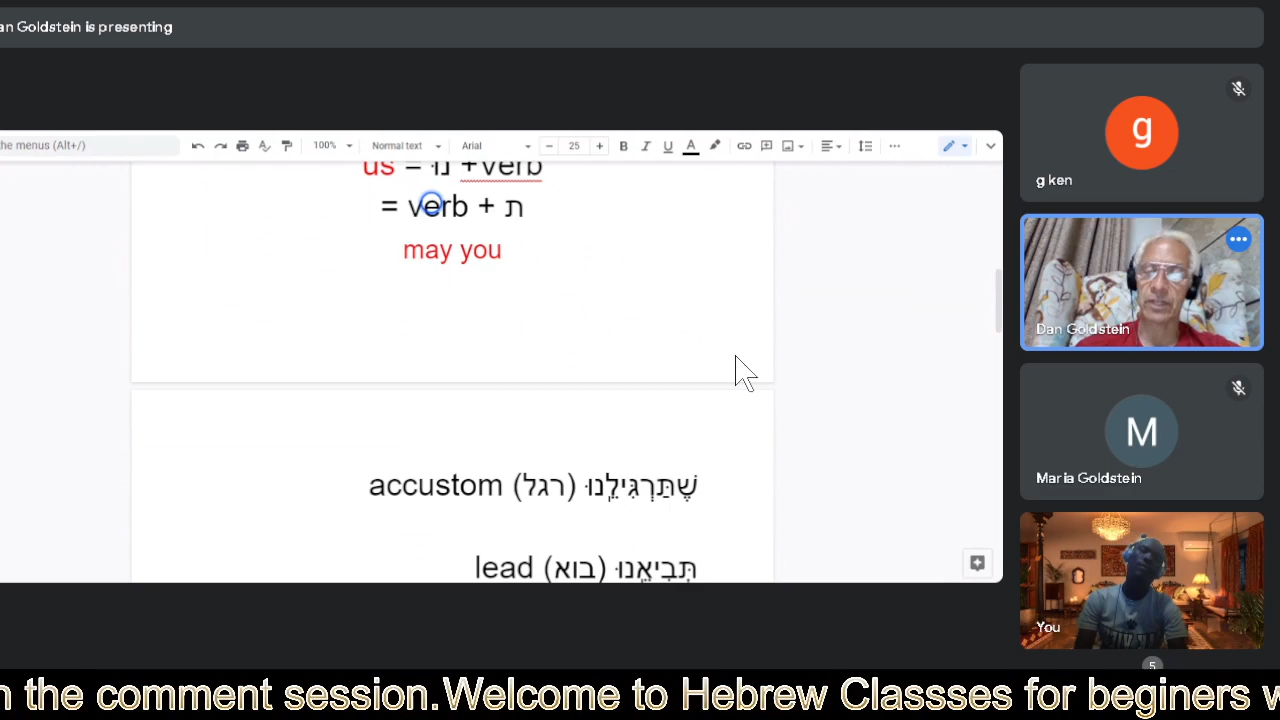 an Goldstein is presenting
the menus (Alt+/)
100%
Normal text
Arial
25
B I U A
us = נוּ +verb
= verb + ת
may you
accustom (רגל) שֶׁתַּרְגִּילֵנוּ
lead (בוא) תְּבִיאֵנוּ
g
g ken
Dan Goldstein
M
Maria Goldstein
You
5
n the comment session.Welcome to Hebrew Classses for beginers w